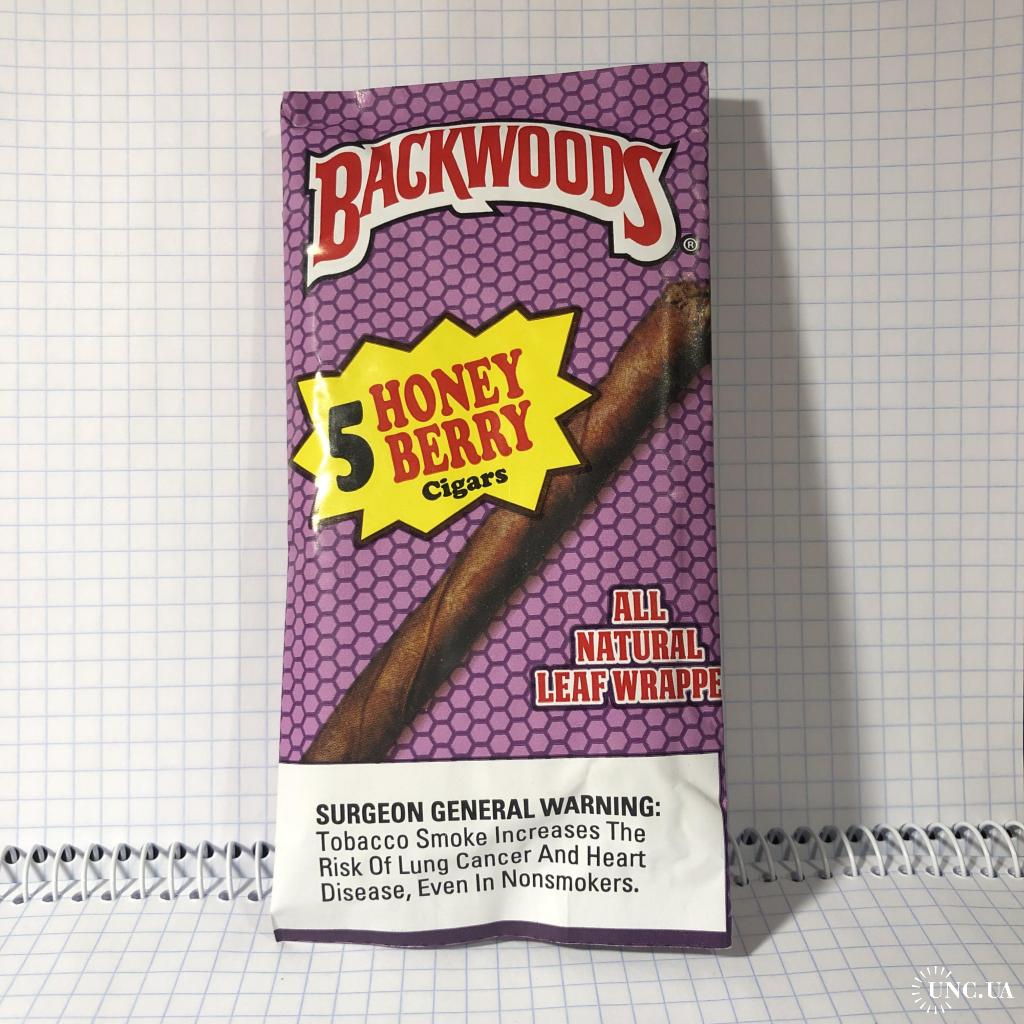 BACKWOODS
®
5 HONEY
BERRY
Cigars
ALL
NATURAL
LEAF WRAPPE
SURGEON GENERAL WARNING:
Tobacco Smoke Increases The
Risk Of Lung Cancer And Heart
Disease, Even In Nonsmokers.
UNC.UA